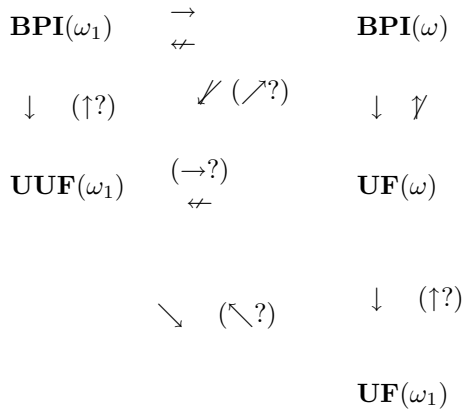 BPI(ω₁) → BPI(ω)
↚
↓ (↑?) ↙̸ (↗?) ↓ ↑̸
(→?)
UUF(ω₁) ↚ UF(ω)
↘ (↖?) ↓ (↑?)
UF(ω₁)